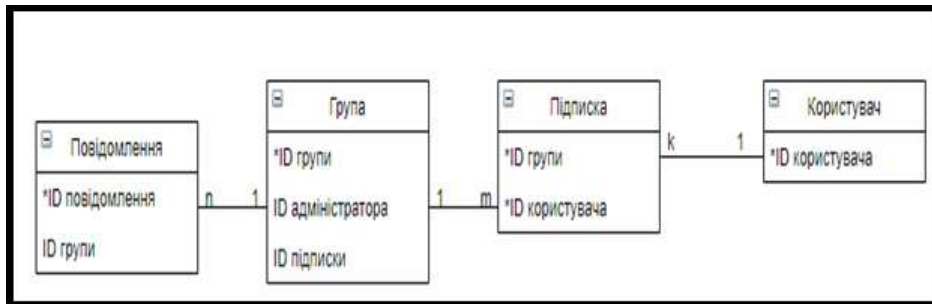 Повідомлення
*ID повідомлення
ID групи
n
1
Група
*ID групи
ID адміністратора
ID підписки
1
m
Підписка
*ID групи
*ID користувача
k
1
Користувач
*ID користувача